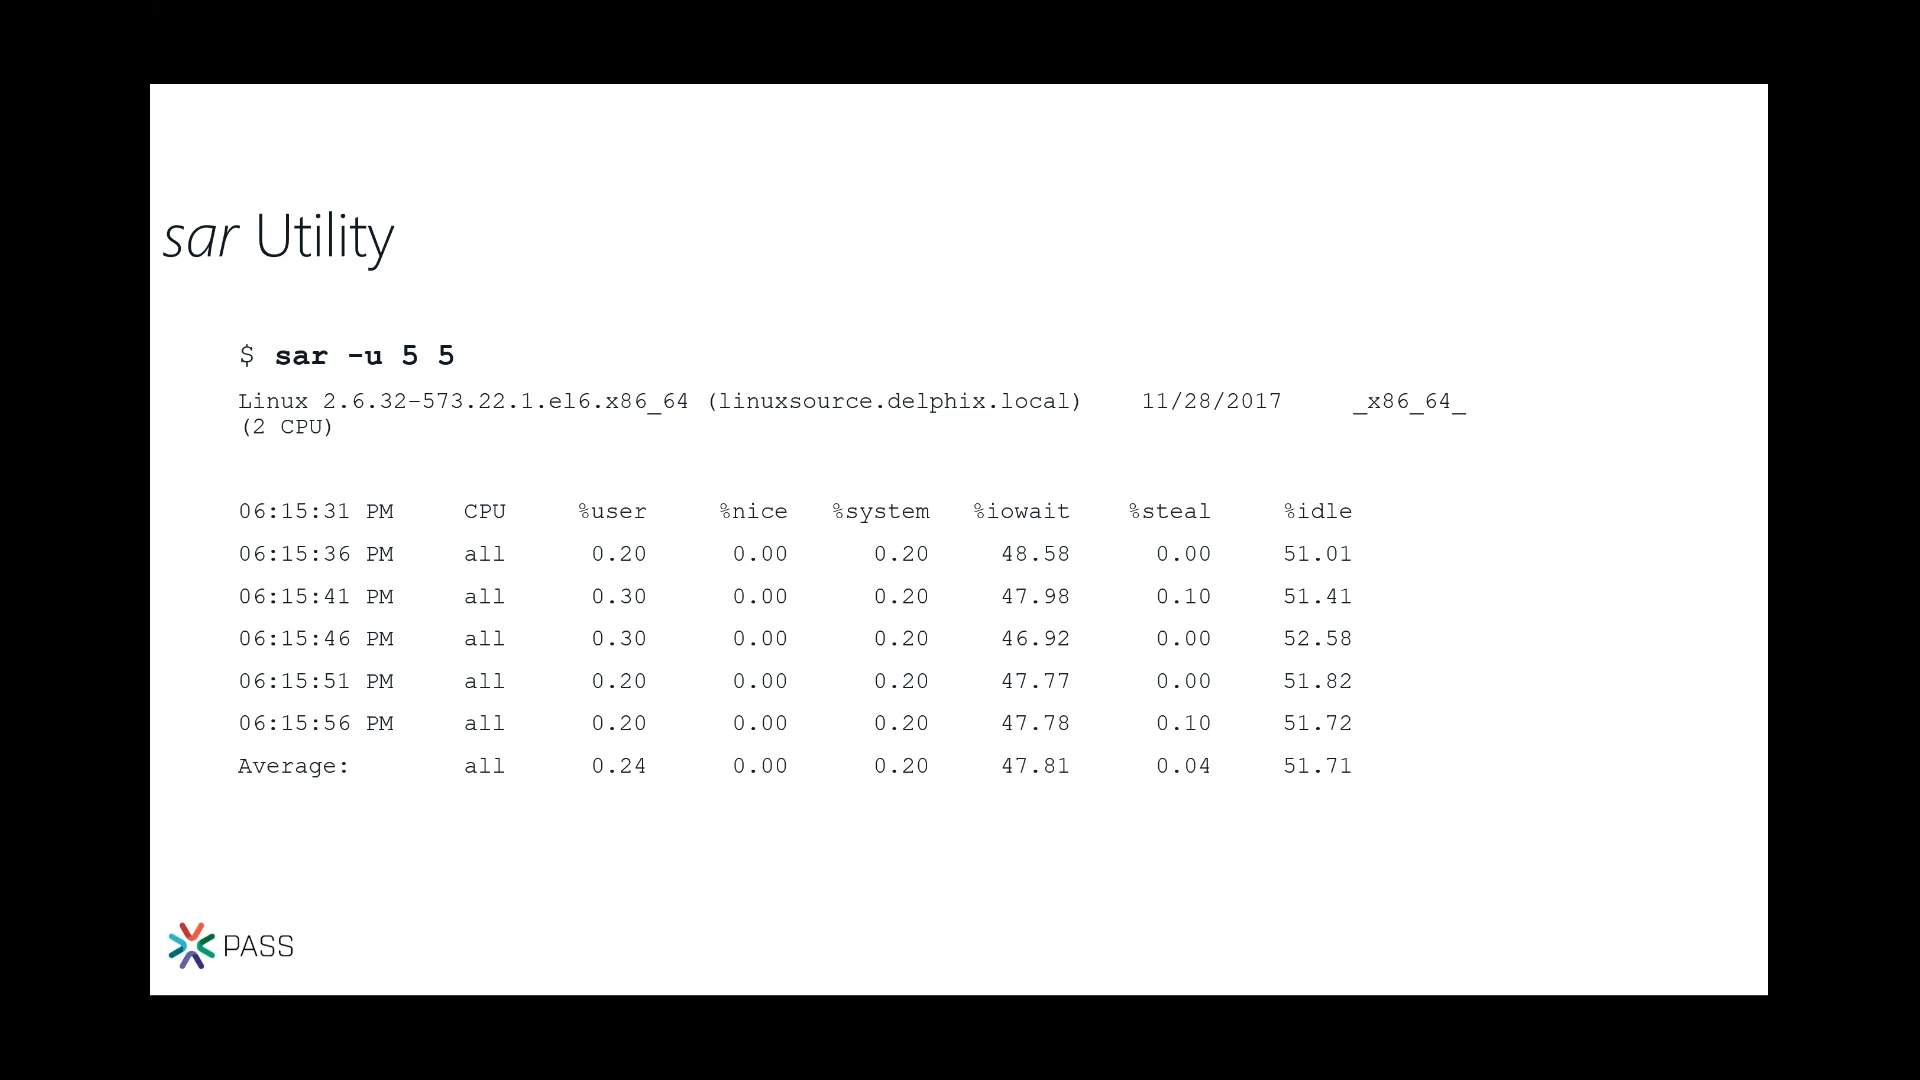 sar Utility
$ sar -u 5 5
Linux 2.6.32-573.22.1.el6.x86_64 (linuxsource.delphix.local) 11/28/2017 _x86_64_
(2 CPU)
06:15:31 PM CPU %user %nice %system %iowait %steal %idle
06:15:36 PM all 0.20 0.00 0.20 48.58 0.00 51.01
06:15:41 PM all 0.30 0.00 0.20 47.98 0.10 51.41
06:15:46 PM all 0.30 0.00 0.20 46.92 0.00 52.58
06:15:51 PM all 0.20 0.00 0.20 47.77 0.00 51.82
06:15:56 PM all 0.20 0.00 0.20 47.78 0.10 51.72
Average: all 0.24 0.00 0.20 47.81 0.04 51.71
PASS